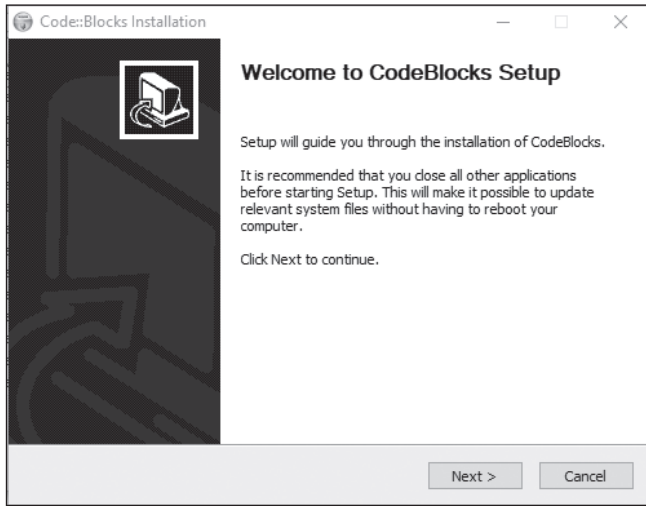 Code::Blocks Installation
Welcome to CodeBlocks Setup
Setup will guide you through the installation of CodeBlocks.
It is recommended that you close all other applications
before starting Setup. This will make it possible to update
relevant system files without having to reboot your
computer.
Click Next to continue.
Next >
Cancel